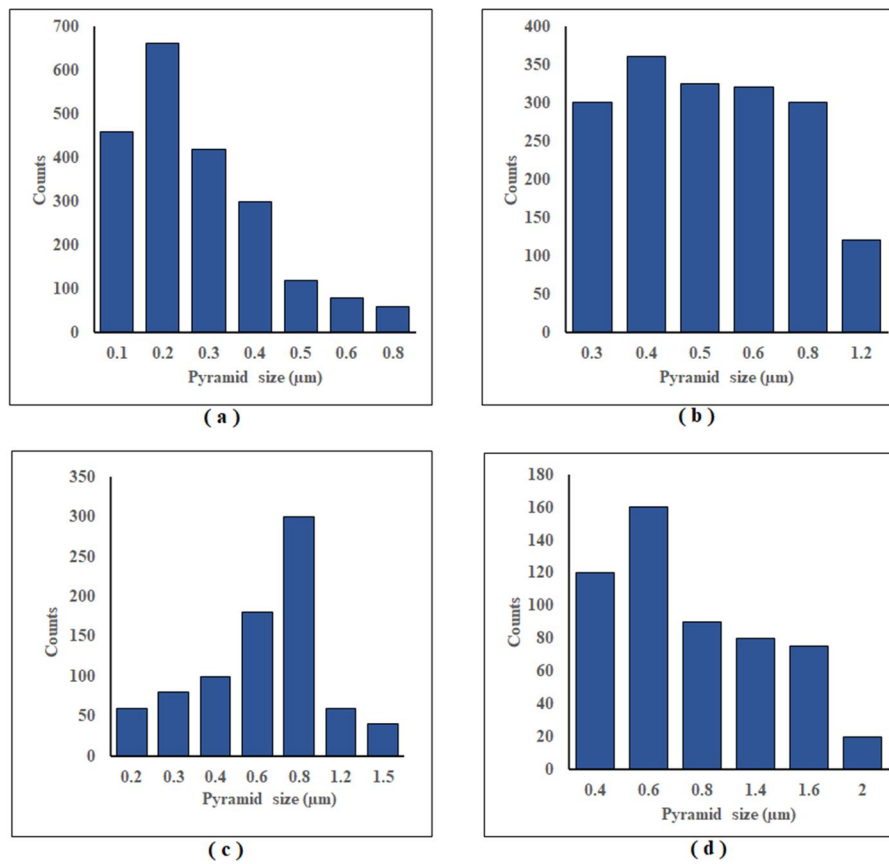 700
600
500
400
300
200
100
0
Counts
0.1 0.2 0.3 0.4 0.5 0.6 0.8
Pyramid size (µm)
( a )
400
350
300
250
200
150
100
50
0
Counts
0.3 0.4 0.5 0.6 0.8 1.2
Pyramid size (µm)
( b )
350
300
250
200
150
100
50
0
Counts
0.2 0.3 0.4 0.6 0.8 1.2 1.5
Pyramid size (µm)
( c )
180
160
140
120
100
80
60
40
20
0
Counts
0.4 0.6 0.8 1.4 1.6 2
Pyramid size (µm)
( d )